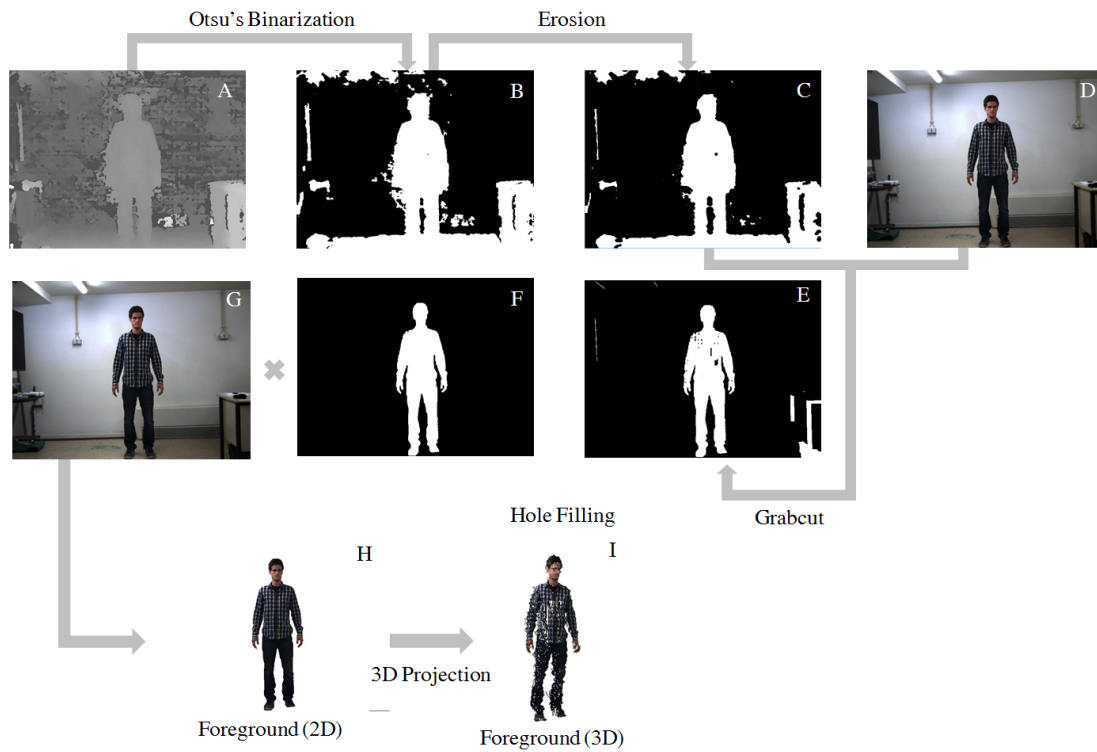 Otsu's Binarization
Erosion
A
B
C
D
G
F
E
Hole Filling
Grabcut
H
I
3D Projection
Foreground (2D)
Foreground (3D)